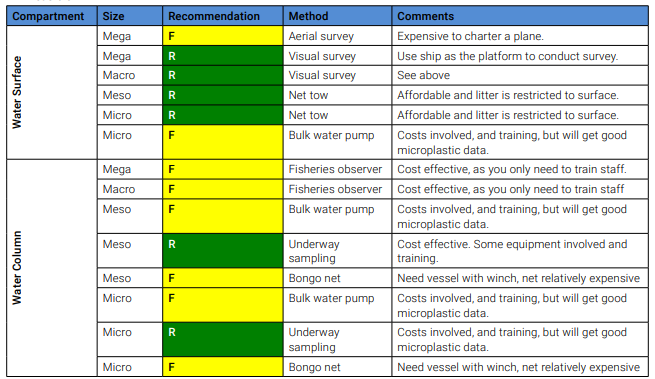 Compartment Size Recommendation Method Comments
Water Surface
Mega F Aerial survey Expensive to charter a plane.
Mega R Visual survey Use ship as the platform to conduct survey.
Macro R Visual survey See above
Meso R Net tow Affordable and litter is restricted to surface.
Micro R Net tow Affordable and litter is restricted to surface.
Micro F Bulk water pump Costs involved, and training, but will get good
microplastic data.
Water Column
Mega F Fisheries observer Cost effective, as you only need to train staff.
Macro F Fisheries observer Cost effective, as you only need to train staff
Meso F Bulk water pump Costs involved, and training, but will get good
microplastic data.
Meso R Underway Cost effective. Some equipment involved and
sampling training.
Meso F Bongo net Need vessel with winch, net relatively expensive
Micro F Bulk water pump Costs involved, and training, but will get good
microplastic data.
Micro R Underway Costs involved, and training, but will get good
sampling microplastic data.
Micro F Bongo net Need vessel with winch, net relatively expensive